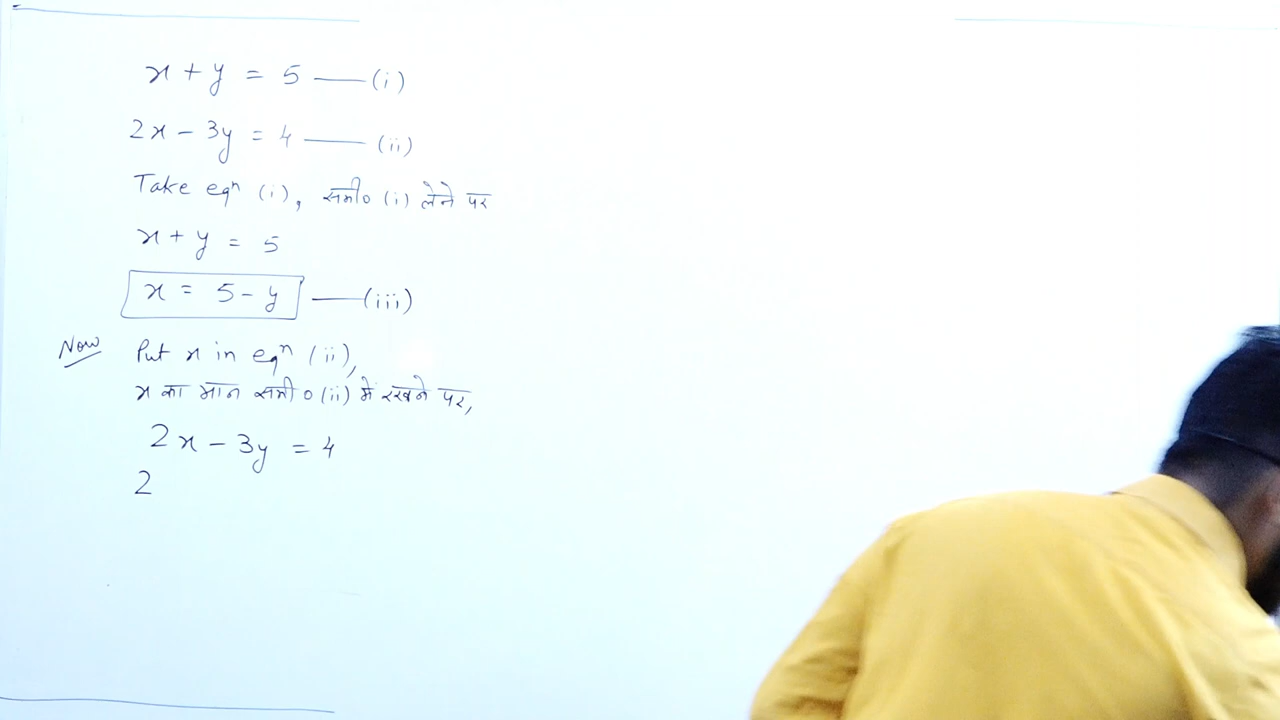 x + y = 5 —— (i)
2x - 3y = 4 —— (ii)
Take eqⁿ (i), समी० (i) लेने पर
x + y = 5
x = 5 - y —— (iii)
Now Put x in eqⁿ (ii),
x का मान समी० (ii) मे रखने पर,
2x - 3y = 4
2